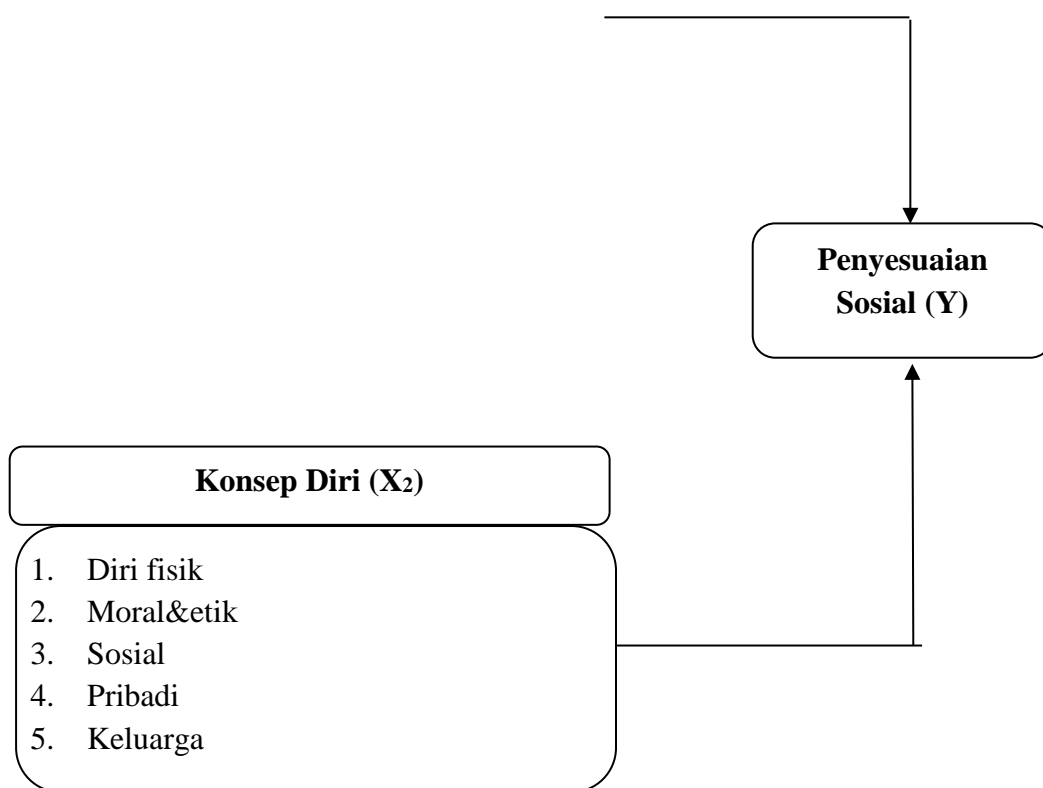 Penyesuaian
Sosial (Y)
Konsep Diri (X₂)
1. Diri fisik
2. Moral&etik
3. Sosial
4. Pribadi
5. Keluarga